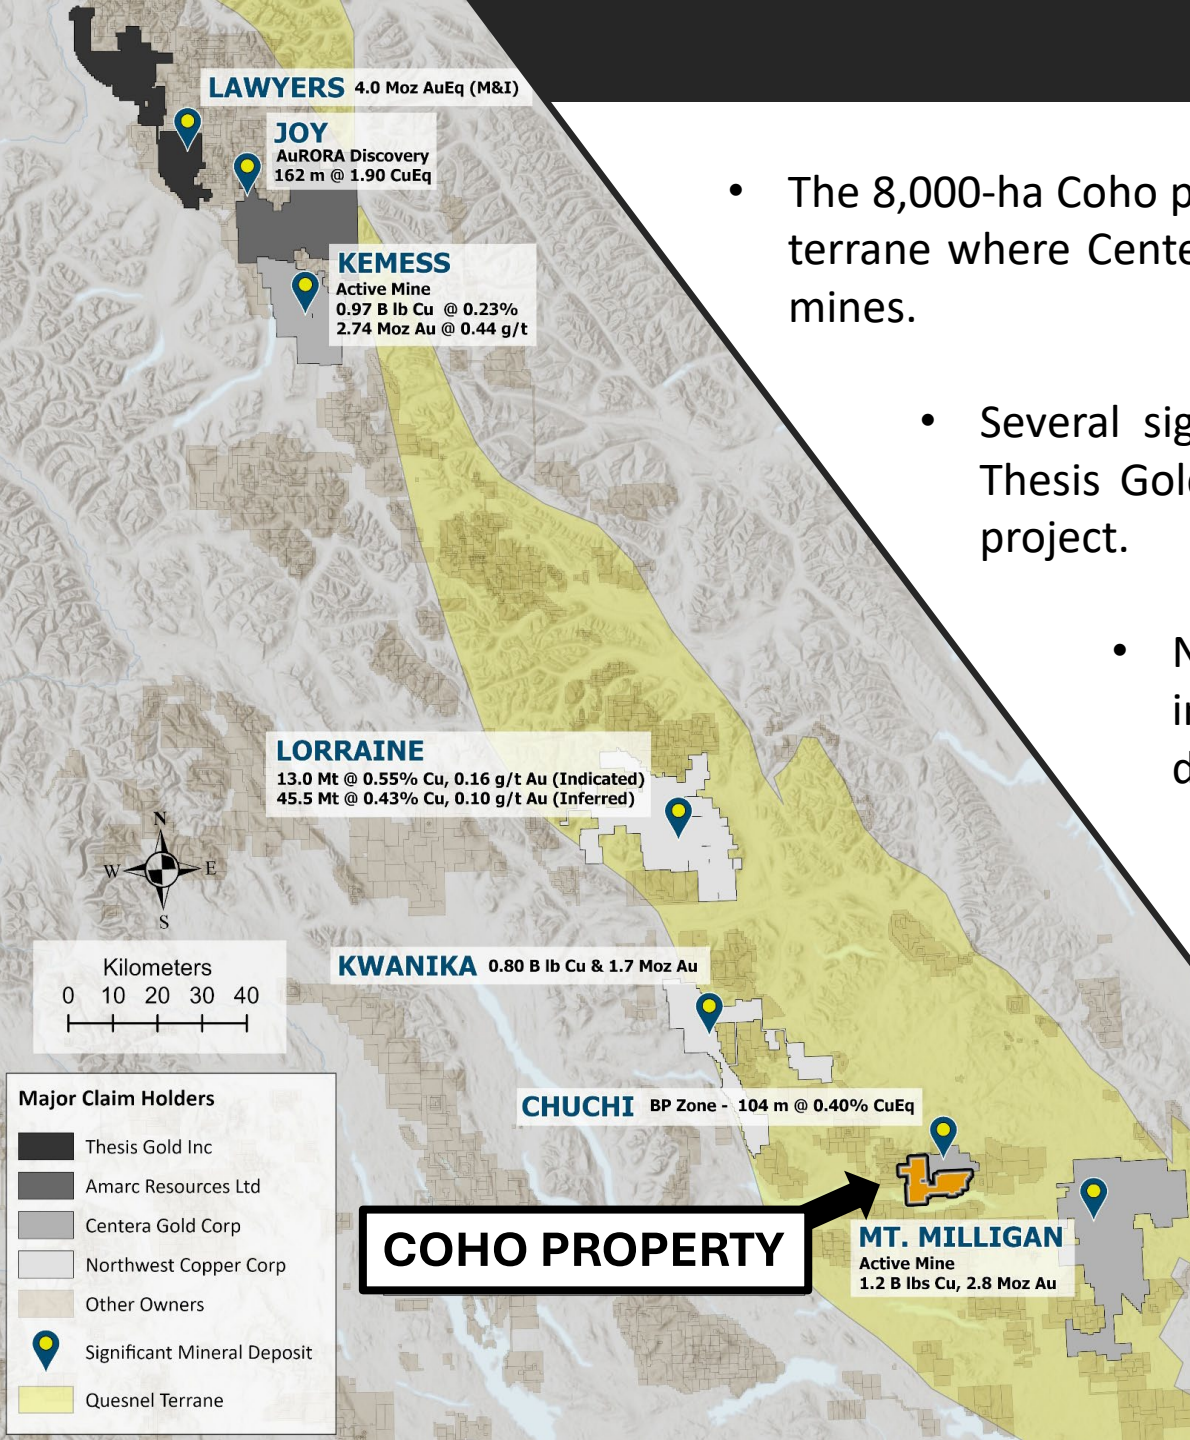 LAWYERS 4.0 Moz AuEq (M&I)
JOY
AuRORA Discovery
162 m @ 1.90 CuEq
KEMESS
Active Mine
0.97 B lb Cu @ 0.23%
2.74 Moz Au @ 0.44 g/t
• The 8,000-ha Coho p
terrane where Cente
mines.
• Several sig
Thesis Gol
project.
• N
i
d
LORRAINE
13.0 Mt @ 0.55% Cu, 0.16 g/t Au (Indicated)
45.5 Mt @ 0.43% Cu, 0.10 g/t Au (Inferred)
N
W E
S
Kilometers
0 10 20 30 40
KWANIKA 0.80 B lb Cu & 1.7 Moz Au
CHUCHI BP Zone - 104 m @ 0.40% CuEq
COHO PROPERTY
MT. MILLIGAN
Active Mine
1.2 B lbs Cu, 2.8 Moz Au
Major Claim Holders
Thesis Gold Inc
Amarc Resources Ltd
Centera Gold Corp
Northwest Copper Corp
Other Owners
Significant Mineral Deposit
Quesnel Terrane